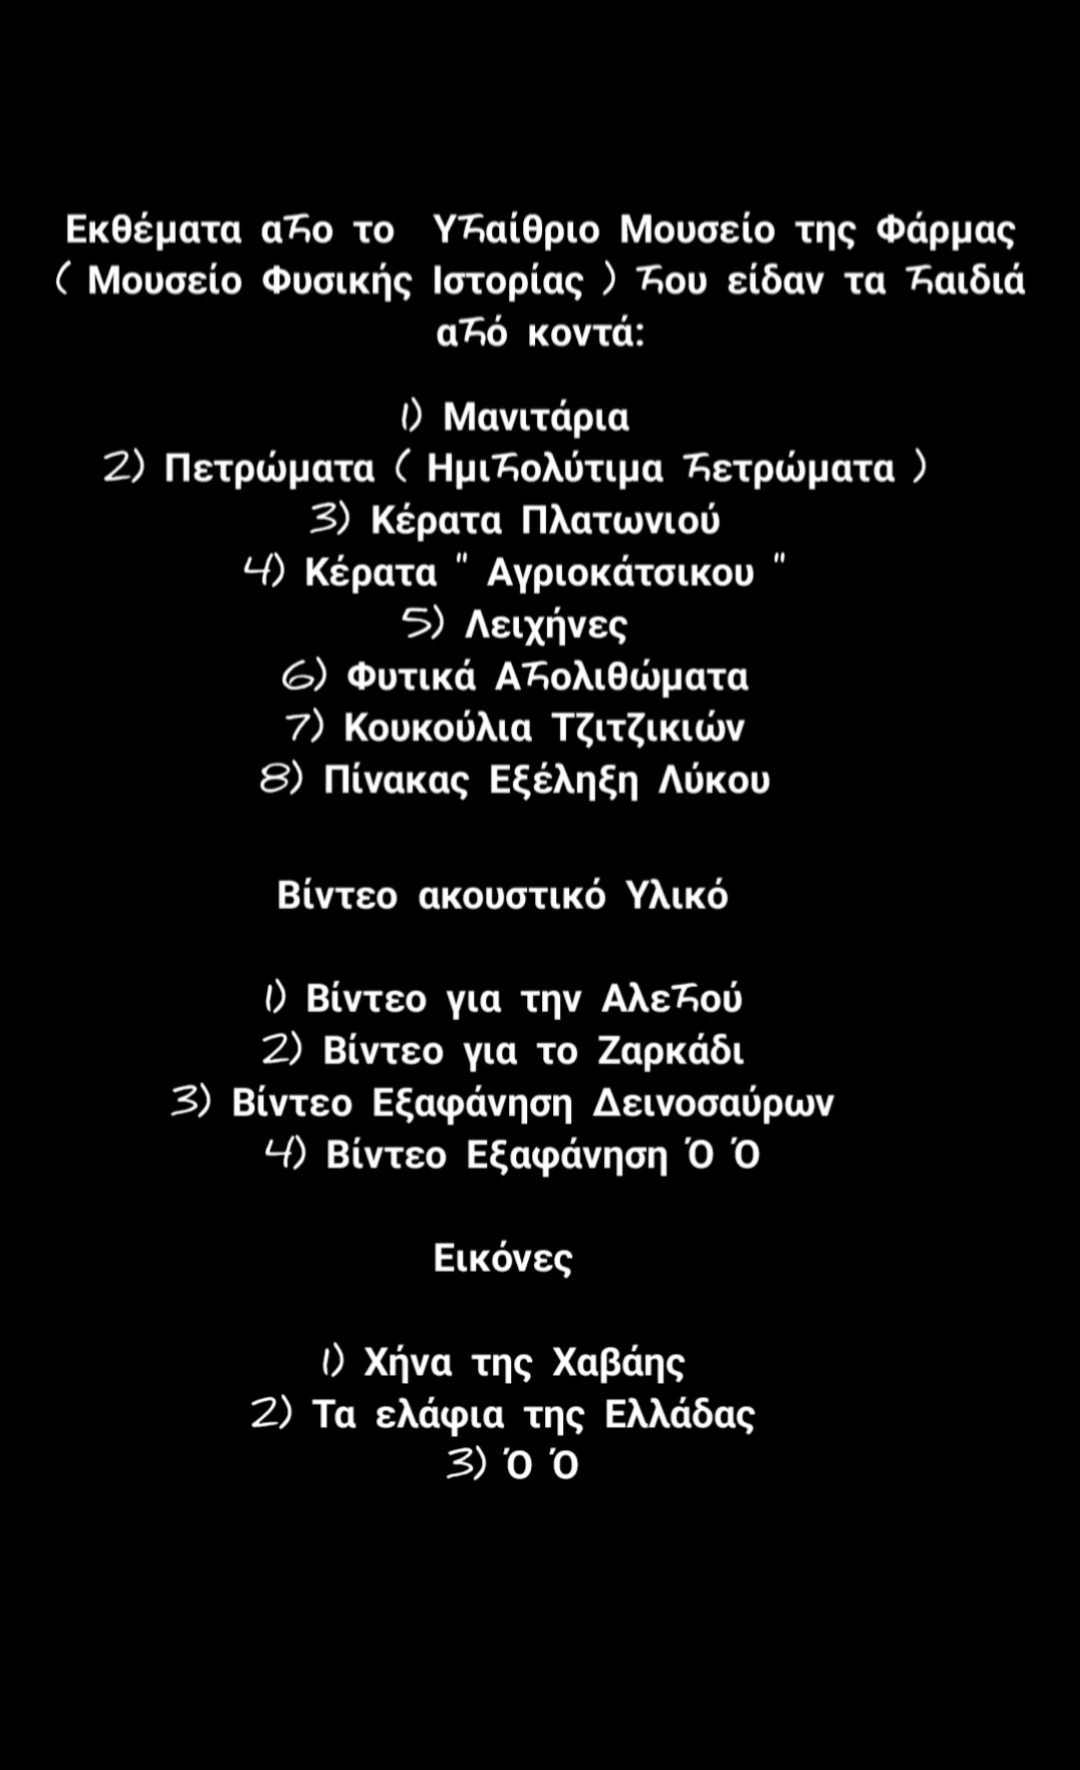 Εκθέματα απο το Υπαίθριο Μουσείο της Φάρμας
( Μουσείο Φυσικής Ιστορίας ) που είδαν τα παιδιά
από κοντά:
1) Μανιτάρια
2) Πετρώματα ( Ημιπολύτιμα πετρώματα )
3) Κέρατα Πλατωνιού
4) Κέρατα " Αγριοκάτσικου "
5) Λειχήνες
6) Φυτικά Απολιθώματα
7) Κουκούλια Τζιτζικιών
8) Πίνακας Εξέληξη Λύκου
Βίντεο ακουστικό Υλικό
1) Βίντεο για την Αλεπού
2) Βίντεο για το Ζαρκάδι
3) Βίντεο Εξαφάνηση Δεινοσαύρων
4) Βίντεο Εξαφάνηση Ό Ό
Εικόνες
1) Χήνα της Χαβάης
2) Τα ελάφια της Ελλάδας
3) Ό Ό